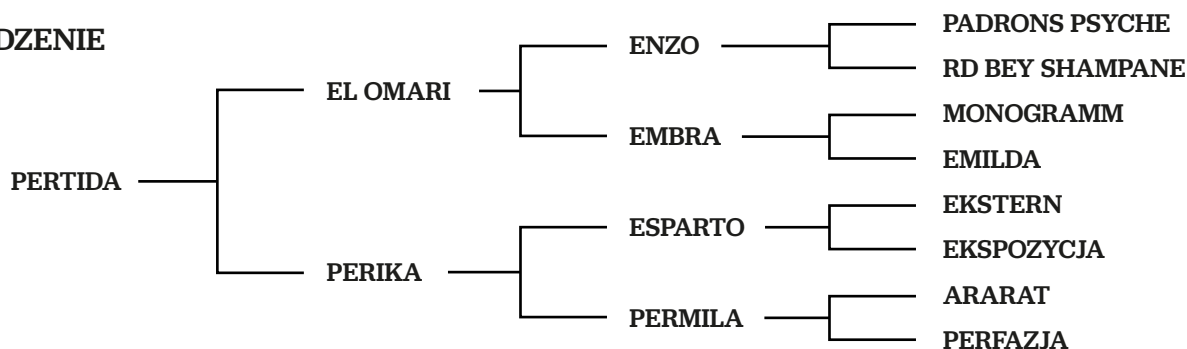 DZENIE
PADRONS PSYCHE
ENZO
RD BEY SHAMPANE
EL OMARI
MONOGRAMM
EMBRA
EMILDA
PERTIDA
EKSTERN
ESPARTO
EKSPOZYCJA
PERIKA
ARARAT
PERMILA
PERFAZJA